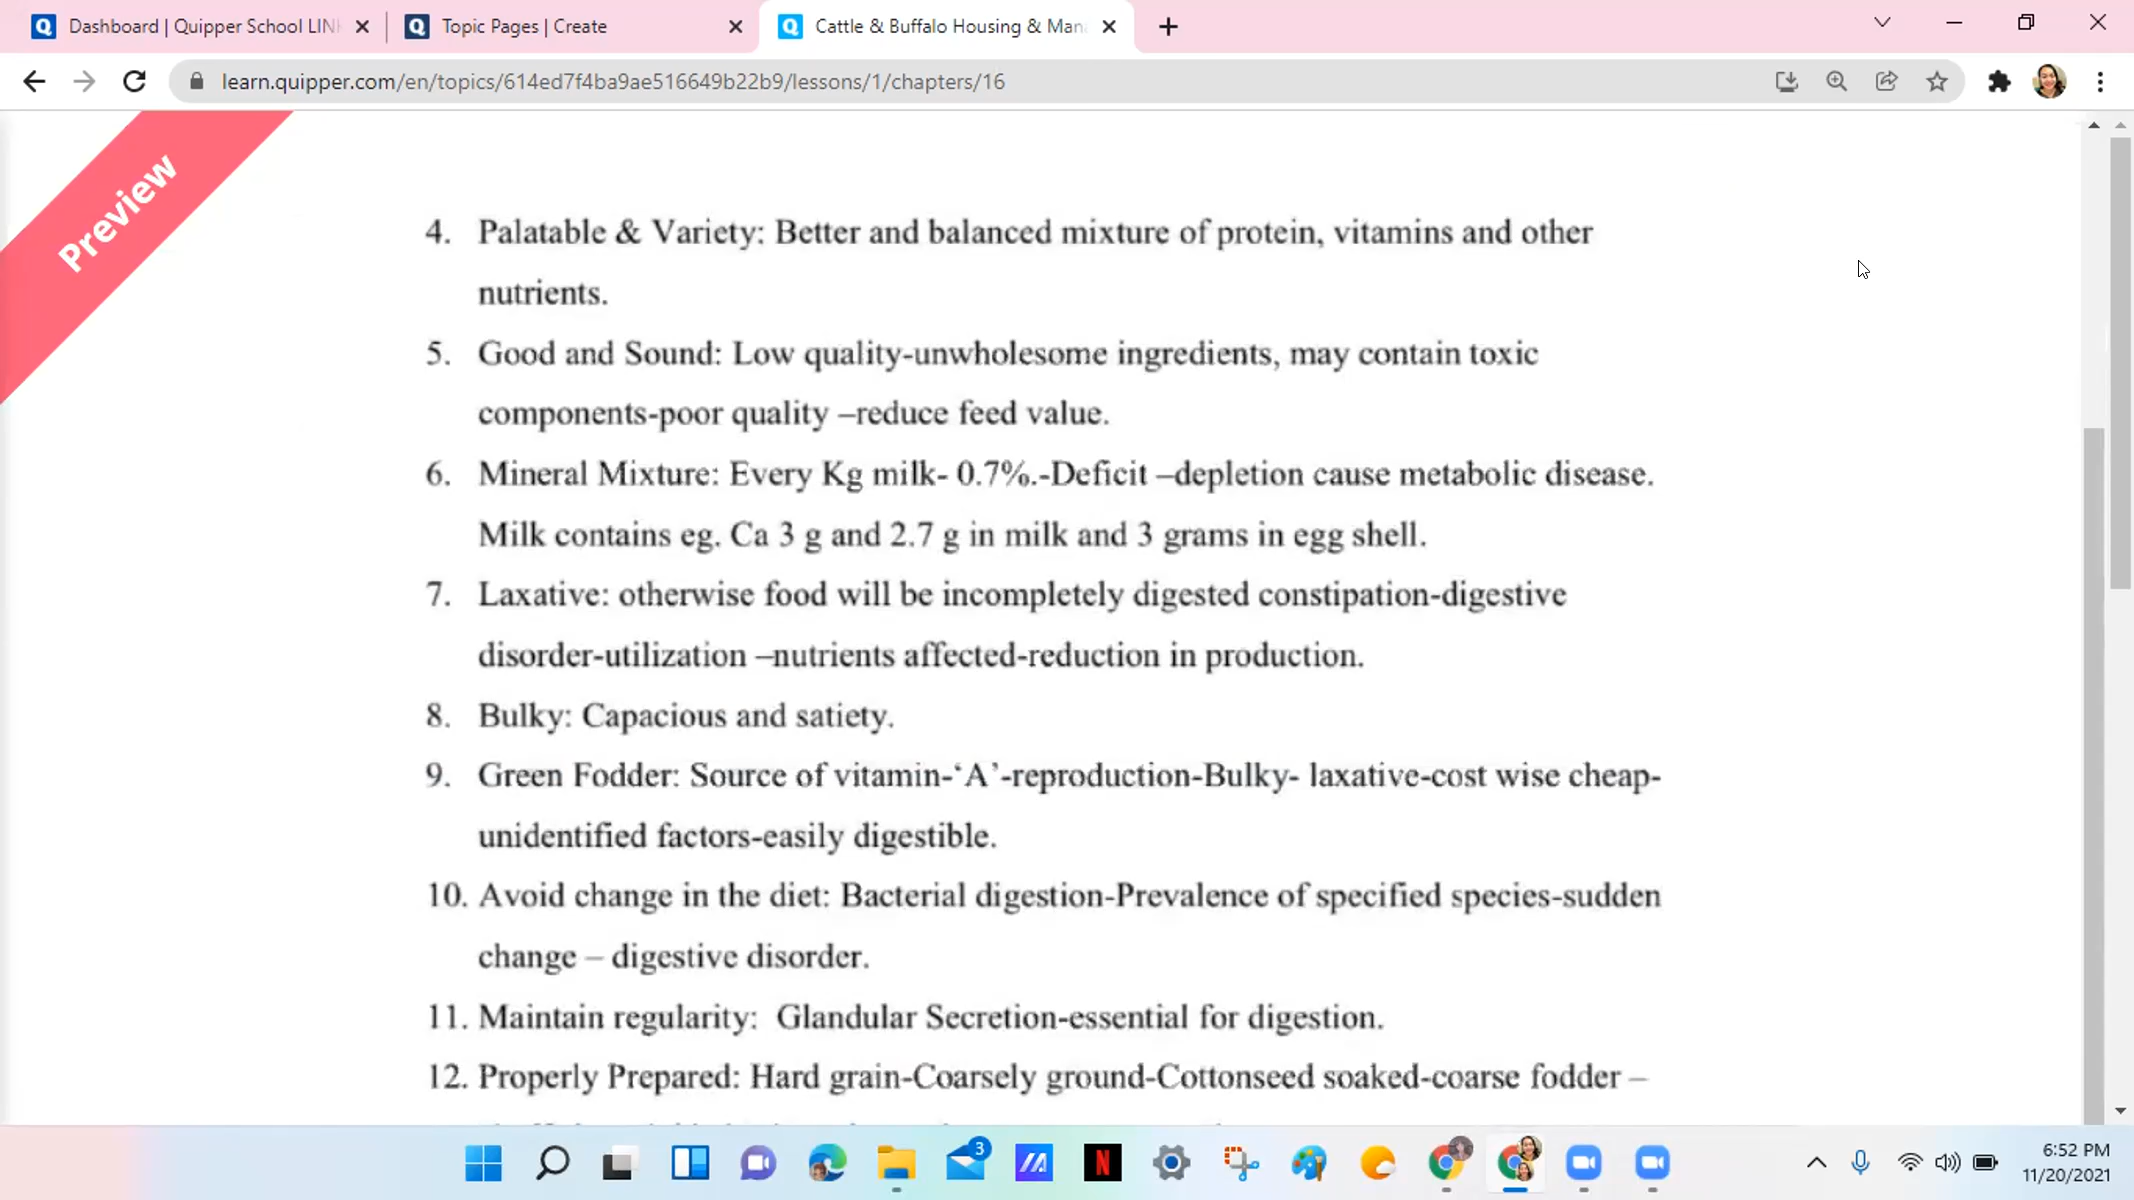 Dashboard | Quipper School LINK
Topic Pages | Create
Cattle & Buffalo Housing & Man
learn.quipper.com/en/topics/614ed7f4ba9ae516649b22b9/lessons/1/chapters/16
Preview
4. Palatable & Variety: Better and balanced mixture of protein, vitamins and other
nutrients.
5. Good and Sound: Low quality-unwholesome ingredients, may contain toxic
components-poor quality –reduce feed value.
6. Mineral Mixture: Every Kg milk- 0.7%.-Deficit –depletion cause metabolic disease.
Milk contains eg. Ca 3 g and 2.7 g in milk and 3 grams in egg shell.
7. Laxative: otherwise food will be incompletely digested constipation-digestive
disorder-utilization –nutrients affected-reduction in production.
8. Bulky: Capacious and satiety.
9. Green Fodder: Source of vitamin-‘A’-reproduction-Bulky- laxative-cost wise cheap-
unidentified factors-easily digestible.
10. Avoid change in the diet: Bacterial digestion-Prevalence of specified species-sudden
change – digestive disorder.
11. Maintain regularity: Glandular Secretion-essential for digestion.
12. Properly Prepared: Hard grain-Coarsely ground-Cottonseed soaked-coarse fodder –
3
N
6:52 PM
11/20/2021